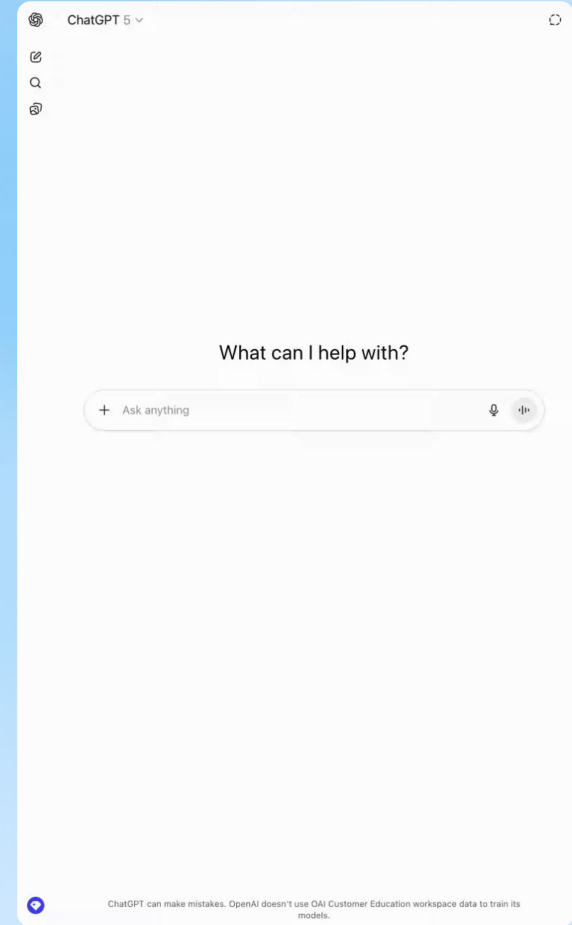 ChatGPT 5
What can I help with?
Ask anything
ChatGPT can make mistakes. OpenAI doesn't use OAI Customer Education workspace data to train its
models.